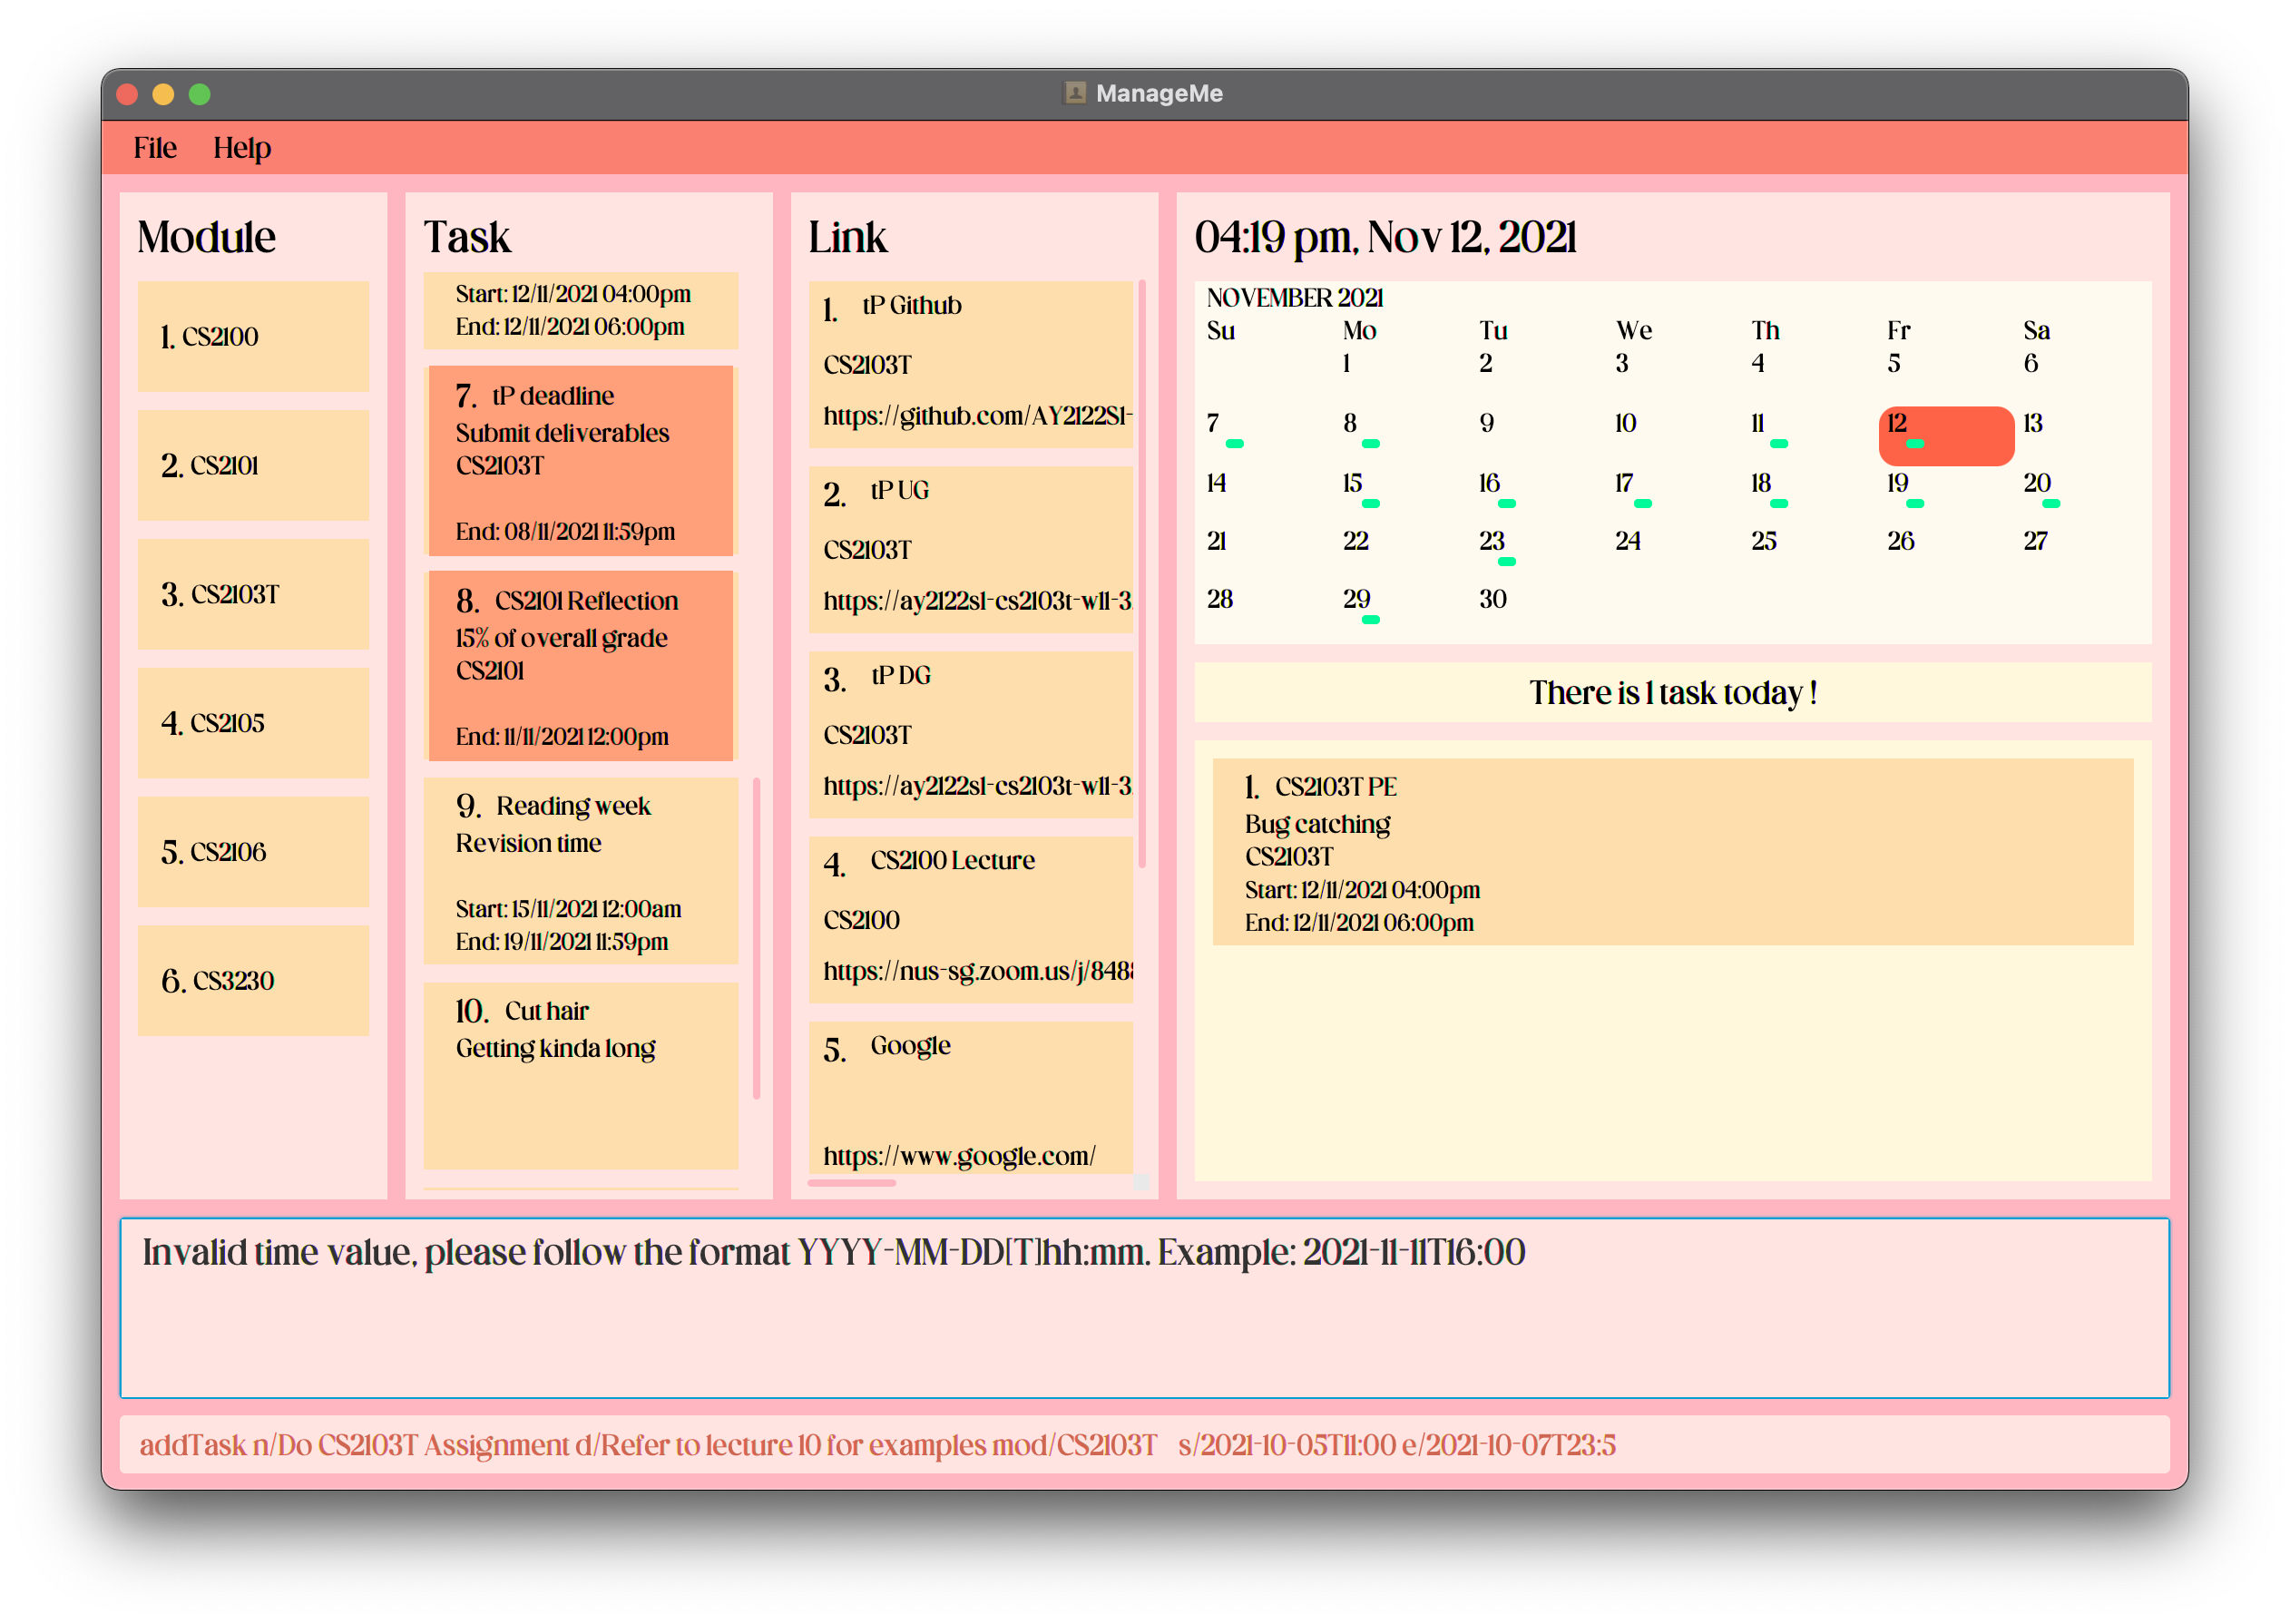 ManageMe
File Help
Module
1. CS2100
2. CS2101
3. CS2103T
4. CS2105
5. CS2106
6. CS3230
Task
Start: 12/11/2021 04:00pm
End: 12/11/2021 06:00pm
7. tP deadline
Submit deliverables
CS2103T
End: 08/11/2021 11:59pm
8. CS2101 Reflection
15% of overall grade
CS2101
End: 11/11/2021 12:00pm
9. Reading week
Revision time
Start: 15/11/2021 12:00am
End: 19/11/2021 11:59pm
10. Cut hair
Getting kinda long
Link
1. tP Github
CS2103T
https://github.com/AY2122S1-
2. tP UG
CS2103T
https://ay2122s1-cs2103t-w11-3.
3. tP DG
CS2103T
https://ay2122s1-cs2103t-w11-3.
4. CS2100 Lecture
CS2100
https://nus-sg.zoom.us/j/848
5. Google
https://www.google.com/
04:19 pm, Nov 12, 2021
NOVEMBER 2021
Su Mo Tu We Th Fr Sa
1 2 3 4 5 6
7 8 9 10 11 12 13
14 15 16 17 18 19 20
21 22 23 24 25 26 27
28 29 30
There is 1 task today !
1. CS2103T PE
Bug catching
CS2103T
Start: 12/11/2021 04:00pm
End: 12/11/2021 06:00pm
Invalid time value, please follow the format YYYY-MM-DD[T]hh:mm. Example: 2021-11-11T16:00
addTask n/Do CS2103T Assignment d/Refer to lecture 10 for examples mod/CS2103T s/2021-10-05T11:00 e/2021-10-07T23:5